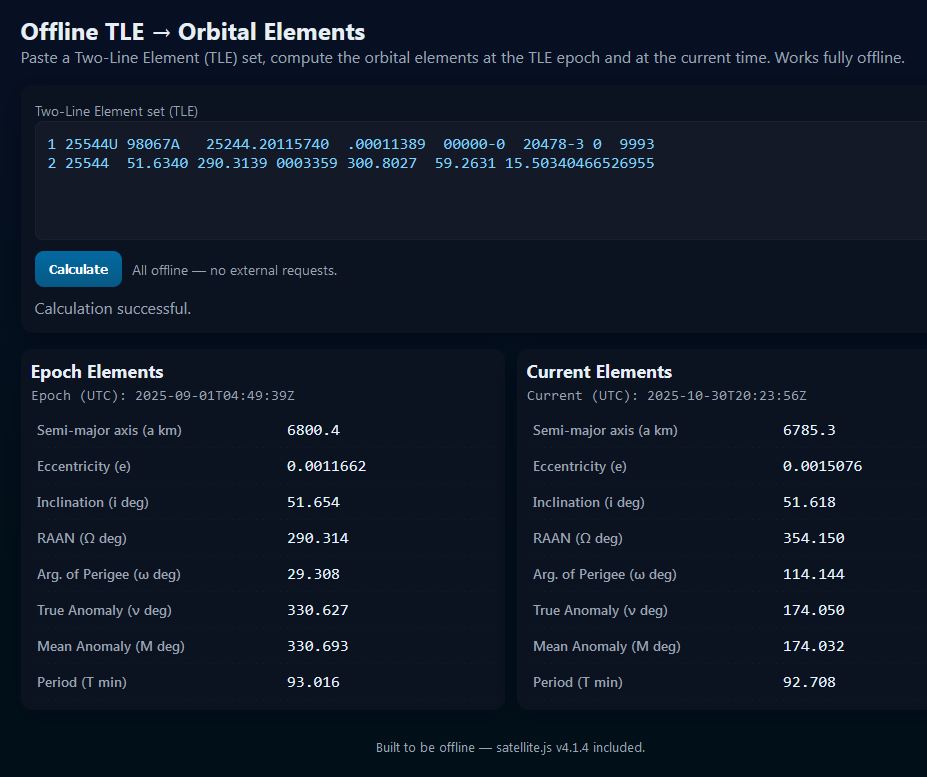 Offline TLE → Orbital Elements
Paste a Two-Line Element (TLE) set, compute the orbital elements at the TLE epoch and at the current time. Works fully offline.
Two-Line Element set (TLE)
1 25544U 98067A   25244.20115740  .00011389  00000-0  20478-3 0  9993
2 25544  51.6340 290.3139 0003359 300.8027  59.2631 15.50340466526955
Calculate
All offline — no external requests.
Calculation successful.
Epoch Elements
Epoch (UTC): 2025-09-01T04:49:39Z
Semi-major axis (a km) 6800.4
Eccentricity (e) 0.0011662
Inclination (i deg) 51.654
RAAN (Ω deg) 290.314
Arg. of Perigee (ω deg) 29.308
True Anomaly (ν deg) 330.627
Mean Anomaly (M deg) 330.693
Period (T min) 93.016
Current Elements
Current (UTC): 2025-10-30T20:23:56Z
Semi-major axis (a km) 6785.3
Eccentricity (e) 0.0015076
Inclination (i deg) 51.618
RAAN (Ω deg) 354.150
Arg. of Perigee (ω deg) 114.144
True Anomaly (ν deg) 174.050
Mean Anomaly (M deg) 174.032
Period (T min) 92.708
Built to be offline — satellite.js v4.1.4 included.